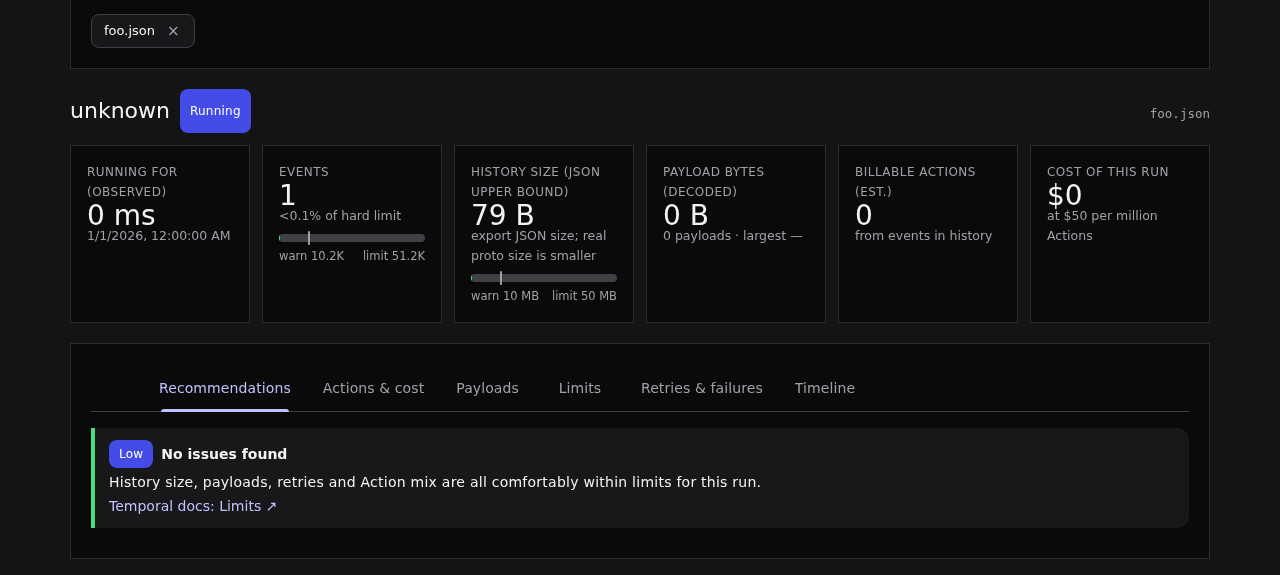 foo.json ×
unknown Running
foo.json
RUNNING FOR
(OBSERVED)
0 ms
1/1/2026, 12:00:00 AM
EVENTS
1
<0.1% of hard limit
warn 10.2K limit 51.2K
HISTORY SIZE (JSON
UPPER BOUND)
79 B
export JSON size; real
proto size is smaller
warn 10 MB limit 50 MB
PAYLOAD BYTES
(DECODED)
0 B
0 payloads · largest —
BILLABLE ACTIONS
(EST.)
0
from events in history
COST OF THIS RUN
$0
at $50 per million
Actions
Recommendations Actions & cost Payloads Limits Retries & failures Timeline
Low No issues found
History size, payloads, retries and Action mix are all comfortably within limits for this run.
Temporal docs: Limits ↗